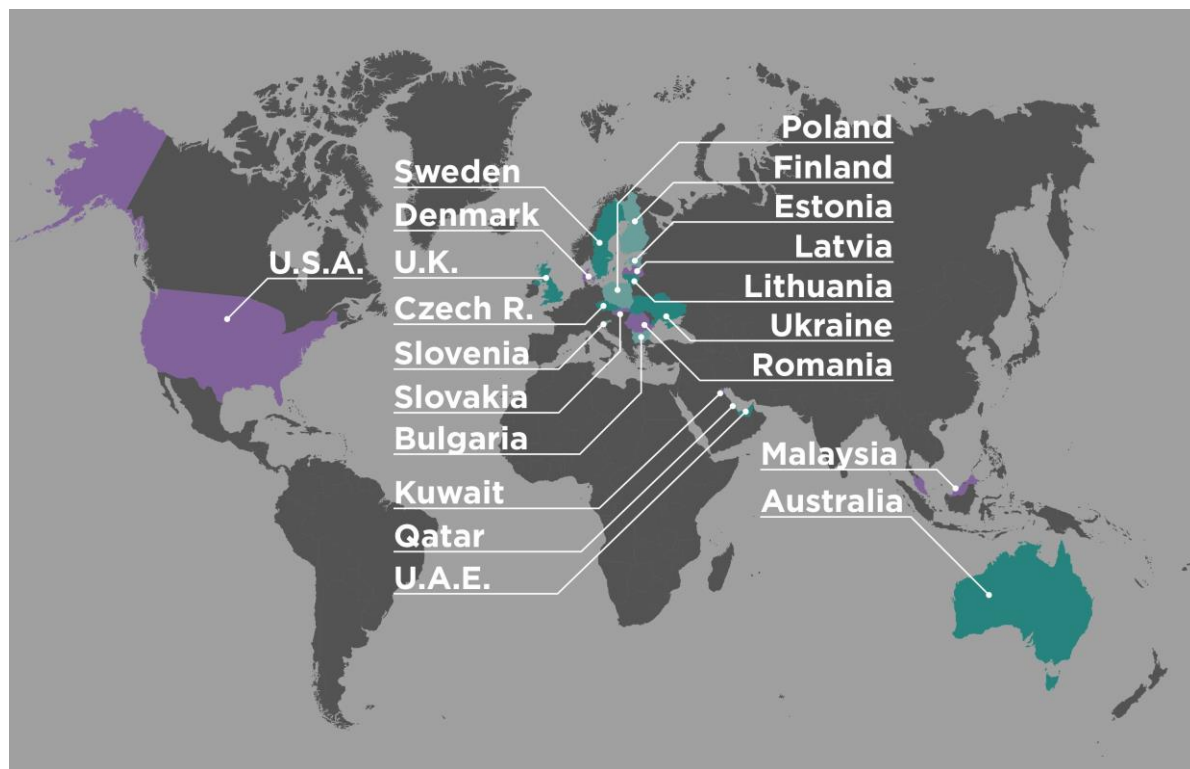 U.S.A.
Sweden
Denmark
U.K.
Czech R.
Slovenia
Slovakia
Bulgaria
Kuwait
Qatar
U.A.E.
Poland
Finland
Estonia
Latvia
Lithuania
Ukraine
Romania
Malaysia
Australia